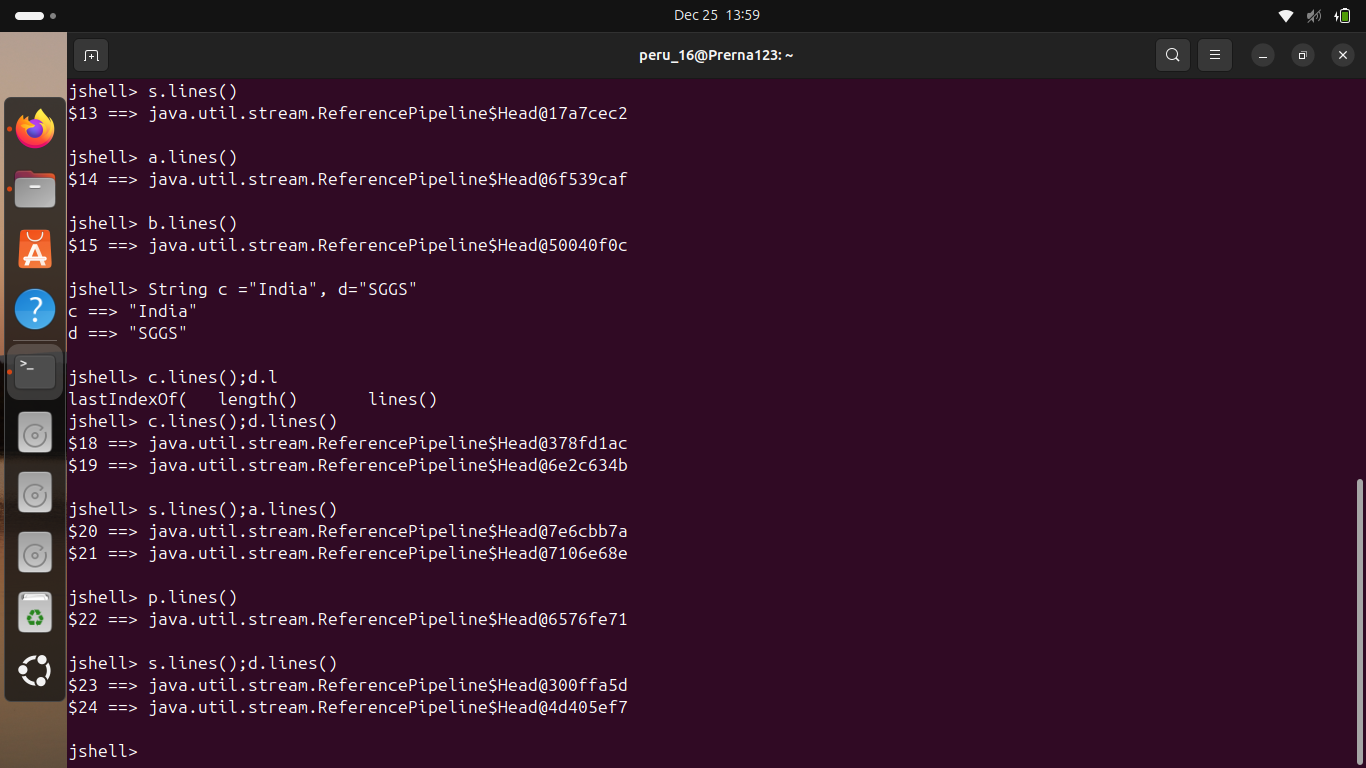 Dec 25 13:59
peru_16@Prerna123: ~
jshell> s.lines()
$13 ==> java.util.stream.ReferencePipeline$Head@17a7cec2
jshell> a.lines()
$14 ==> java.util.stream.ReferencePipeline$Head@6f539caf
jshell> b.lines()
$15 ==> java.util.stream.ReferencePipeline$Head@50040f0c
jshell> String c ="India", d="SGGS"
c ==> "India"
d ==> "SGGS"
jshell> c.lines();d.l
lastIndexOf(   length()       lines()
jshell> c.lines();d.lines()
$18 ==> java.util.stream.ReferencePipeline$Head@378fd1ac
$19 ==> java.util.stream.ReferencePipeline$Head@6e2c634b
jshell> s.lines();a.lines()
$20 ==> java.util.stream.ReferencePipeline$Head@7e6cbb7a
$21 ==> java.util.stream.ReferencePipeline$Head@7106e68e
jshell> p.lines()
$22 ==> java.util.stream.ReferencePipeline$Head@6576fe71
jshell> s.lines();d.lines()
$23 ==> java.util.stream.ReferencePipeline$Head@300ffa5d
$24 ==> java.util.stream.ReferencePipeline$Head@4d405ef7
jshell>